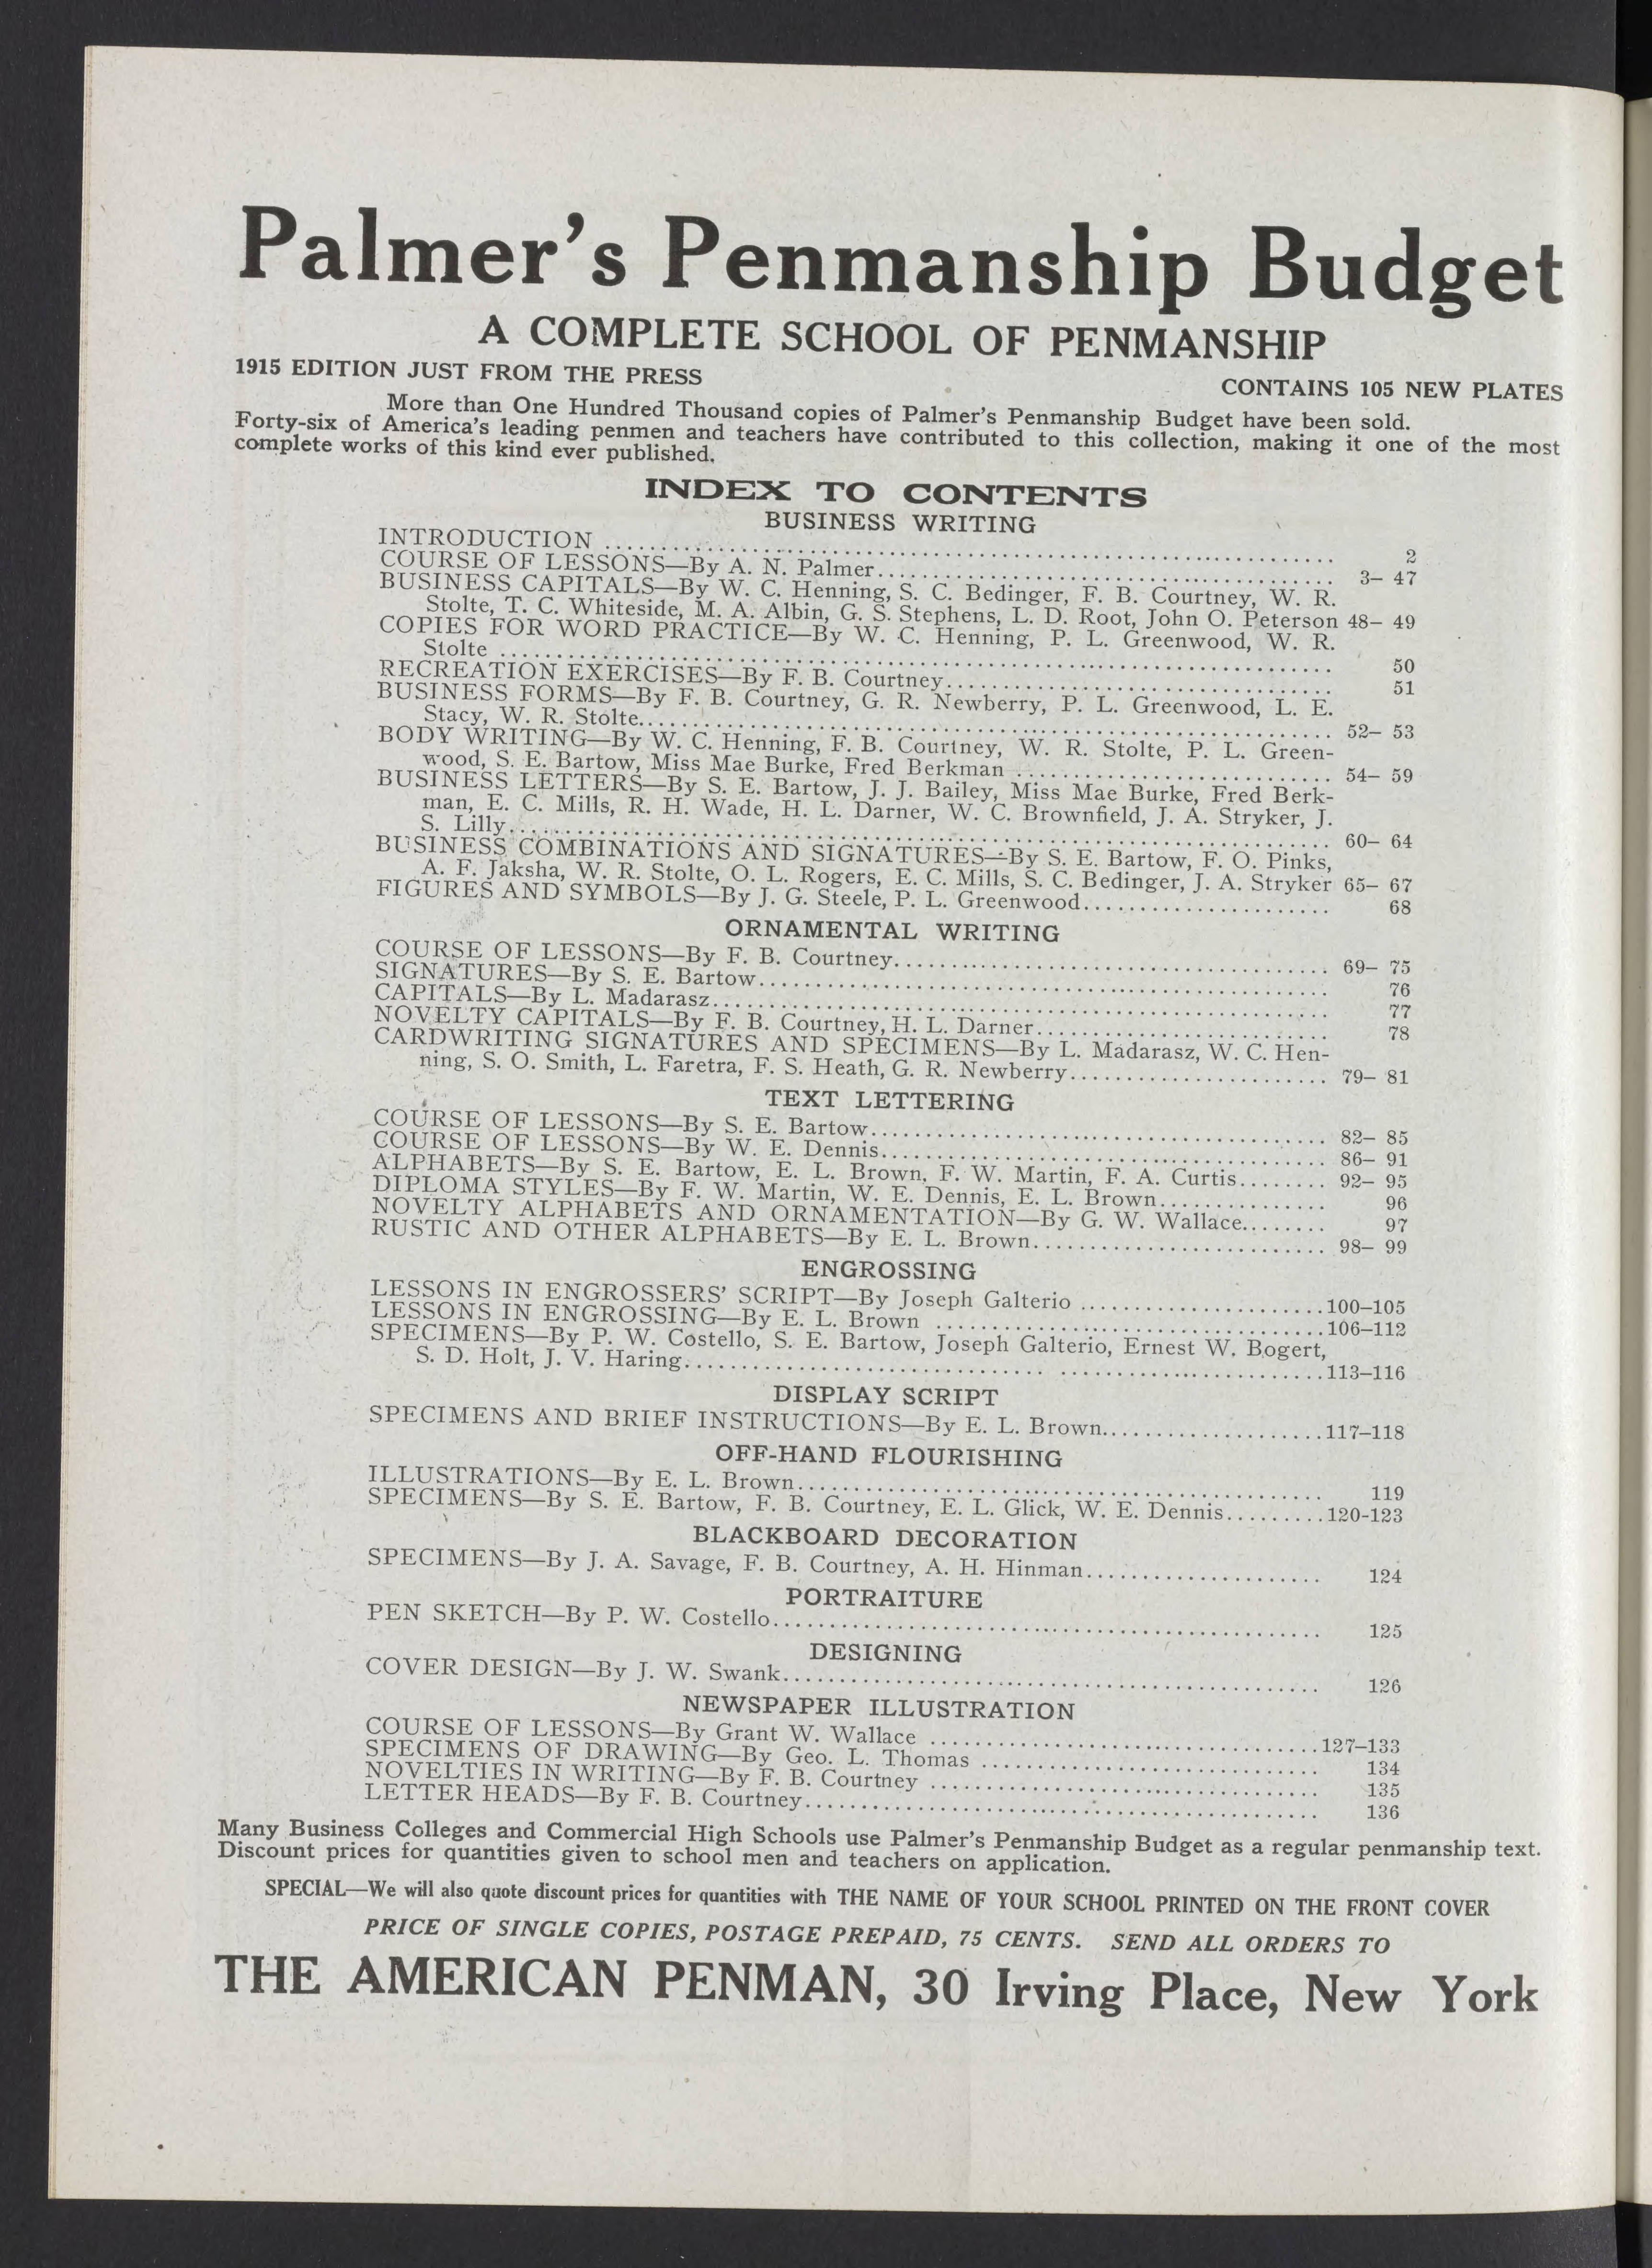 Palmer's Penmanship Budget
A COMPLETE SCHOOL OF PENMANSHIP
1915 EDITION JUST FROM THE PRESS CONTAINS 105 NEW PLATES
More than One Hundred Thousand copies of Palmer's Penmanship Budget have been sold.
Forty-six of America's leading penmen and teachers have contributed to this collection, making it one of the most
complete works of this kind ever published.
INDEX TO CONTENTS
BUSINESS WRITING
INTRODUCTION ........ 2
COURSE OF LESSONS—By A. N. Palmer........ 3– 47
BUSINESS CAPITALS—By W. C. Henning, S. C. Bedinger, F. B. Courtney, W. R.
Stolte, T. C. Whiteside, M. A. Albin, G. S. Stephens, L. D. Root, John O. Peterson 48– 49
COPIES FOR WORD PRACTICE—By W. C. Henning, P. L. Greenwood, W. R.
Stolte ........ 50
RECREATION EXERCISES—By F. B. Courtney........ 51
BUSINESS FORMS—By F. B. Courtney, G. R. Newberry, P. L. Greenwood, L. E.
Stacy, W. R. Stolte........ 52– 53
BODY WRITING—By W. C. Henning, F. B. Courtney, W. R. Stolte, P. L. Green-
wood, S. E. Bartow, Miss Mae Burke, Fred Berkman ........ 54– 59
BUSINESS LETTERS—By S. E. Bartow, J. J. Bailey, Miss Mae Burke, Fred Berk-
man, E. C. Mills, R. H. Wade, H. L. Darner, W. C. Brownfield, J. A. Stryker, J.
S. Lilly........ 60– 64
BUSINESS COMBINATIONS AND SIGNATURES—By S. E. Bartow, F. O. Pinks,
A. F. Jaksha, W. R. Stolte, O. L. Rogers, E. C. Mills, S. C. Bedinger, J. A. Stryker 65– 67
FIGURES AND SYMBOLS—By J. G. Steele, P. L. Greenwood........ 68
ORNAMENTAL WRITING
COURSE OF LESSONS—By F. B. Courtney........ 69– 75
SIGNATURES—By S. E. Bartow........ 76
CAPITALS—By L. Madarasz........ 77
NOVELTY CAPITALS—By F. B. Courtney, H. L. Darner........ 78
CARDWRITING SIGNATURES AND SPECIMENS—By L. Madarasz, W. C. Hen-
ning, S. O. Smith, L. Faretra, F. S. Heath, G. R. Newberry........ 79– 81
TEXT LETTERING
COURSE OF LESSONS—By S. E. Bartow........ 82– 85
COURSE OF LESSONS—By W. E. Dennis........ 86– 91
ALPHABETS—By S. E. Bartow, E. L. Brown, F. W. Martin, F. A. Curtis........ 92– 95
DIPLOMA STYLES—By F. W. Martin, W. E. Dennis, E. L. Brown........ 96
NOVELTY ALPHABETS AND ORNAMENTATION—By G. W. Wallace........ 97
RUSTIC AND OTHER ALPHABETS—By E. L. Brown........ 98– 99
ENGROSSING
LESSONS IN ENGROSSERS' SCRIPT—By Joseph Galterio ........100–105
LESSONS IN ENGROSSING—By E. L. Brown ........106–112
SPECIMENS—By P. W. Costello, S. E. Bartow, Joseph Galterio, Ernest W. Bogert,
S. D. Holt, J. V. Haring........113–116
DISPLAY SCRIPT
SPECIMENS AND BRIEF INSTRUCTIONS—By E. L. Brown........117–118
OFF-HAND FLOURISHING
ILLUSTRATIONS—By E. L. Brown........ 119
SPECIMENS—By S. E. Bartow, F. B. Courtney, E. L. Glick, W. E. Dennis........120-123
BLACKBOARD DECORATION
SPECIMENS—By J. A. Savage, F. B. Courtney, A. H. Hinman........ 124
PORTRAITURE
PEN SKETCH—By P. W. Costello........ 125
DESIGNING
COVER DESIGN—By J. W. Swank........ 126
NEWSPAPER ILLUSTRATION
COURSE OF LESSONS—By Grant W. Wallace ........127–133
SPECIMENS OF DRAWING—By Geo. L. Thomas ........ 134
NOVELTIES IN WRITING—By F. B. Courtney ........ 135
LETTER HEADS—By F. B. Courtney........ 136
Many Business Colleges and Commercial High Schools use Palmer's Penmanship Budget as a regular penmanship text.
Discount prices for quantities given to school men and teachers on application.
SPECIAL—We will also quote discount prices for quantities with THE NAME OF YOUR SCHOOL PRINTED ON THE FRONT COVER
PRICE OF SINGLE COPIES, POSTAGE PREPAID, 75 CENTS. SEND ALL ORDERS TO
THE AMERICAN PENMAN, 30 Irving Place, New York